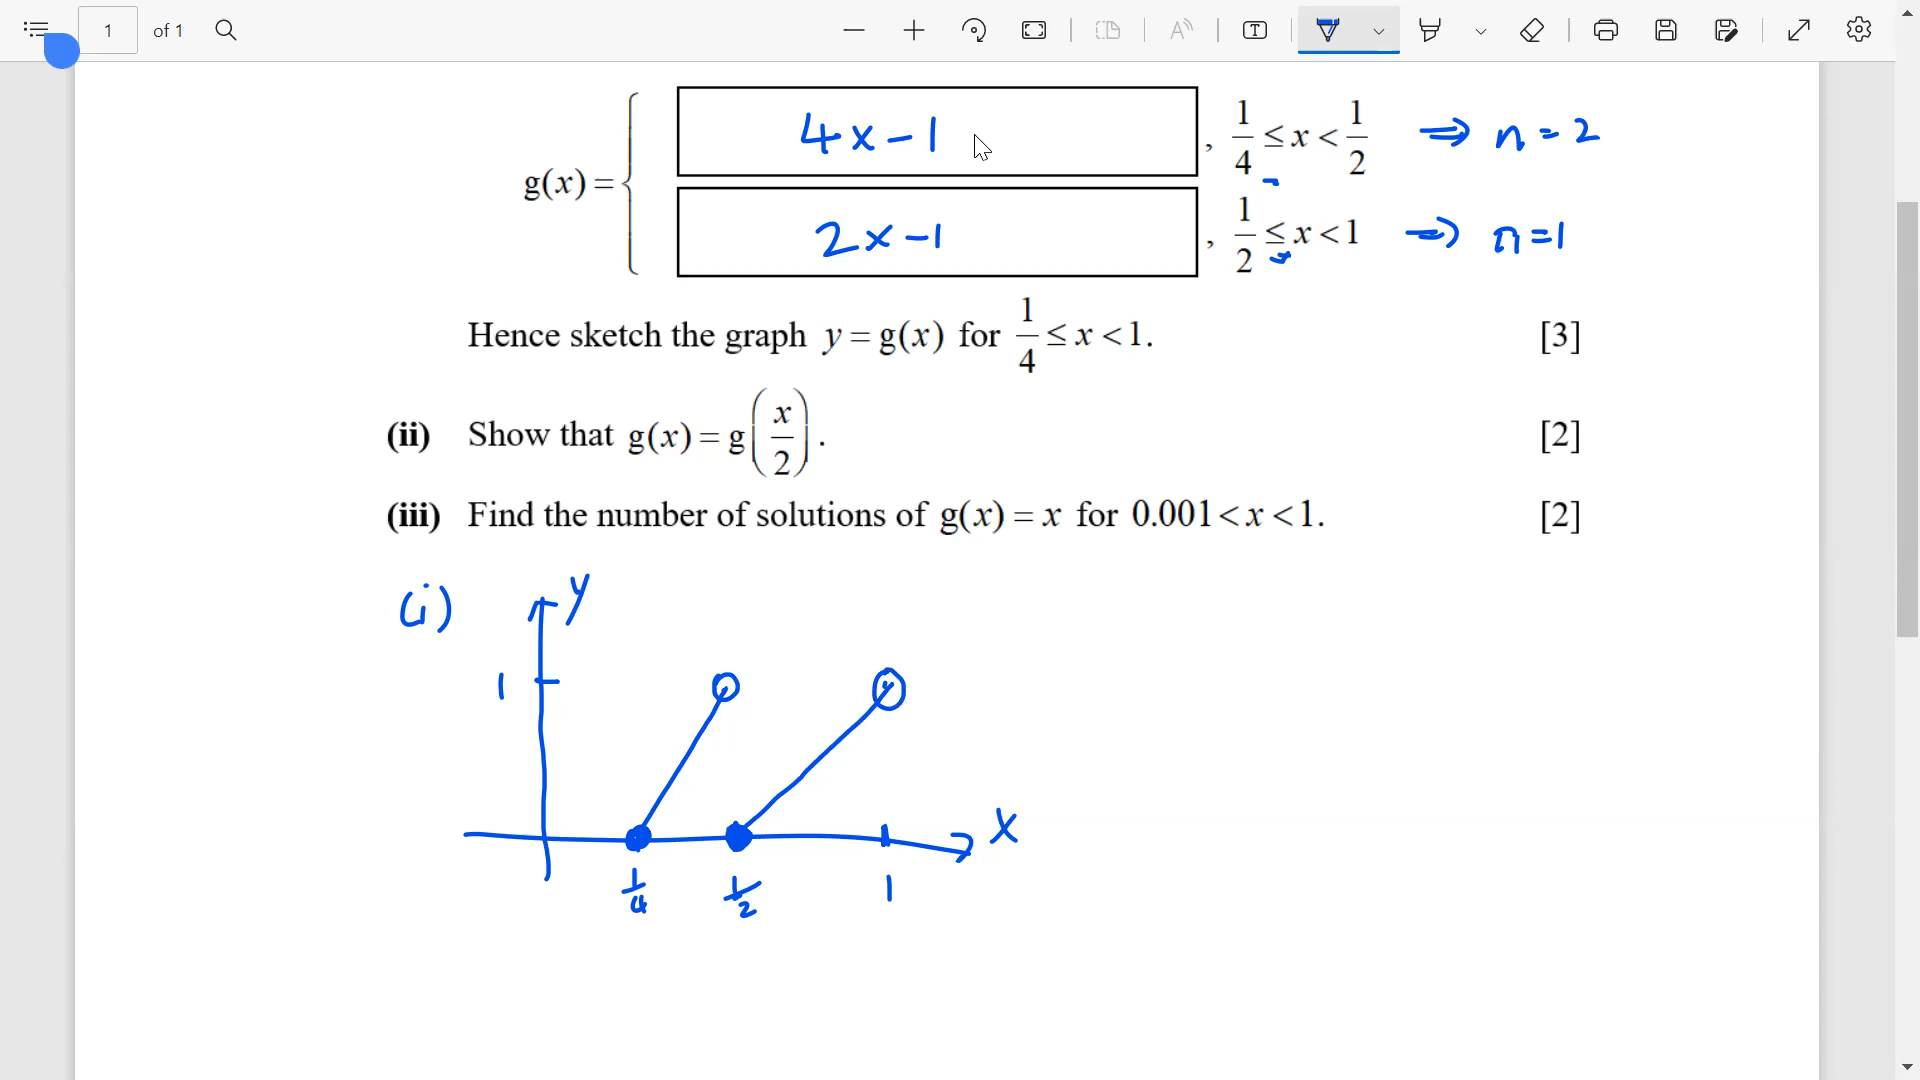 1 of 1
4x-1 , 1/4 ≤ x < 1/2 ⇒ n = 2
g(x) = {
2x-1 , 1/2 ≤ x < 1 ⇒ n = 1
Hence sketch the graph y = g(x) for 1/4 ≤ x < 1. [3]
(ii) Show that g(x) = g(x/2). [2]
(iii) Find the number of solutions of g(x) = x for 0.001 < x < 1. [2]
(i) y
1
x
1/4 1/2 1